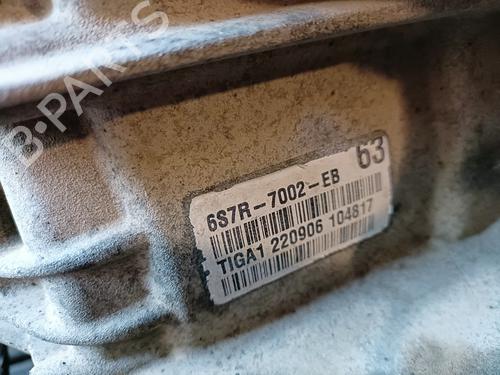 B-PARTS
63
6S7R-7002-EB
TIGA1 220906 104817